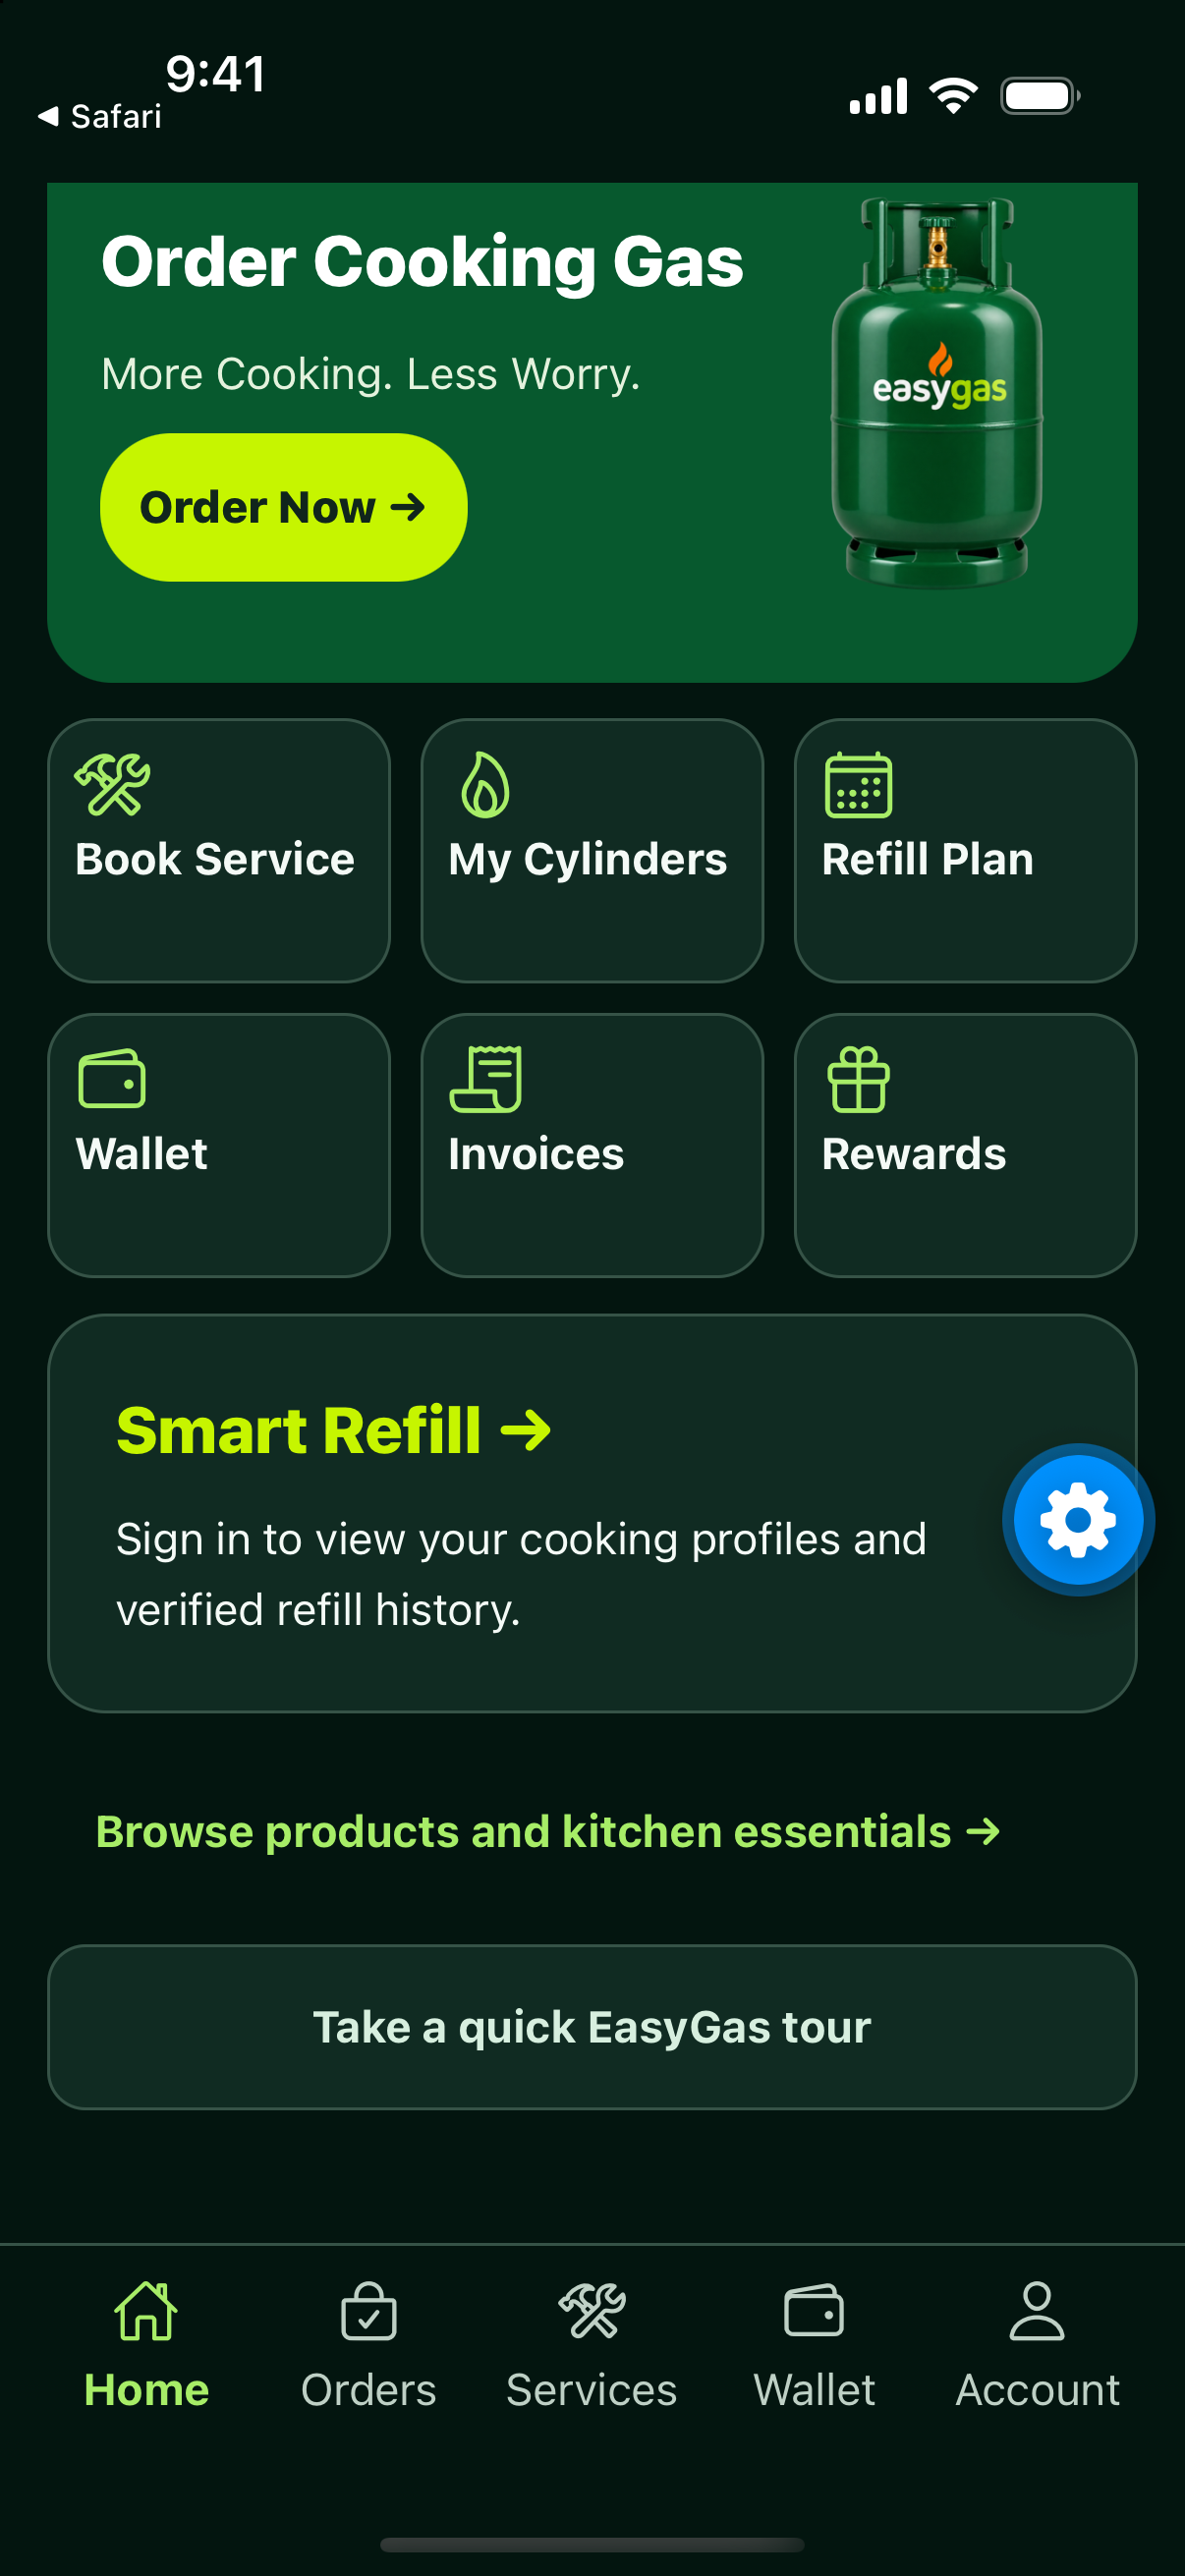 9:41
Safari
Order Cooking Gas
More Cooking. Less Worry.
easygas
Order Now →
Book Service
My Cylinders
Refill Plan
Wallet
Invoices
Rewards
Smart Refill →
Sign in to view your cooking profiles and
verified refill history.
Browse products and kitchen essentials →
Take a quick EasyGas tour
Home
Orders
Services
Wallet
Account